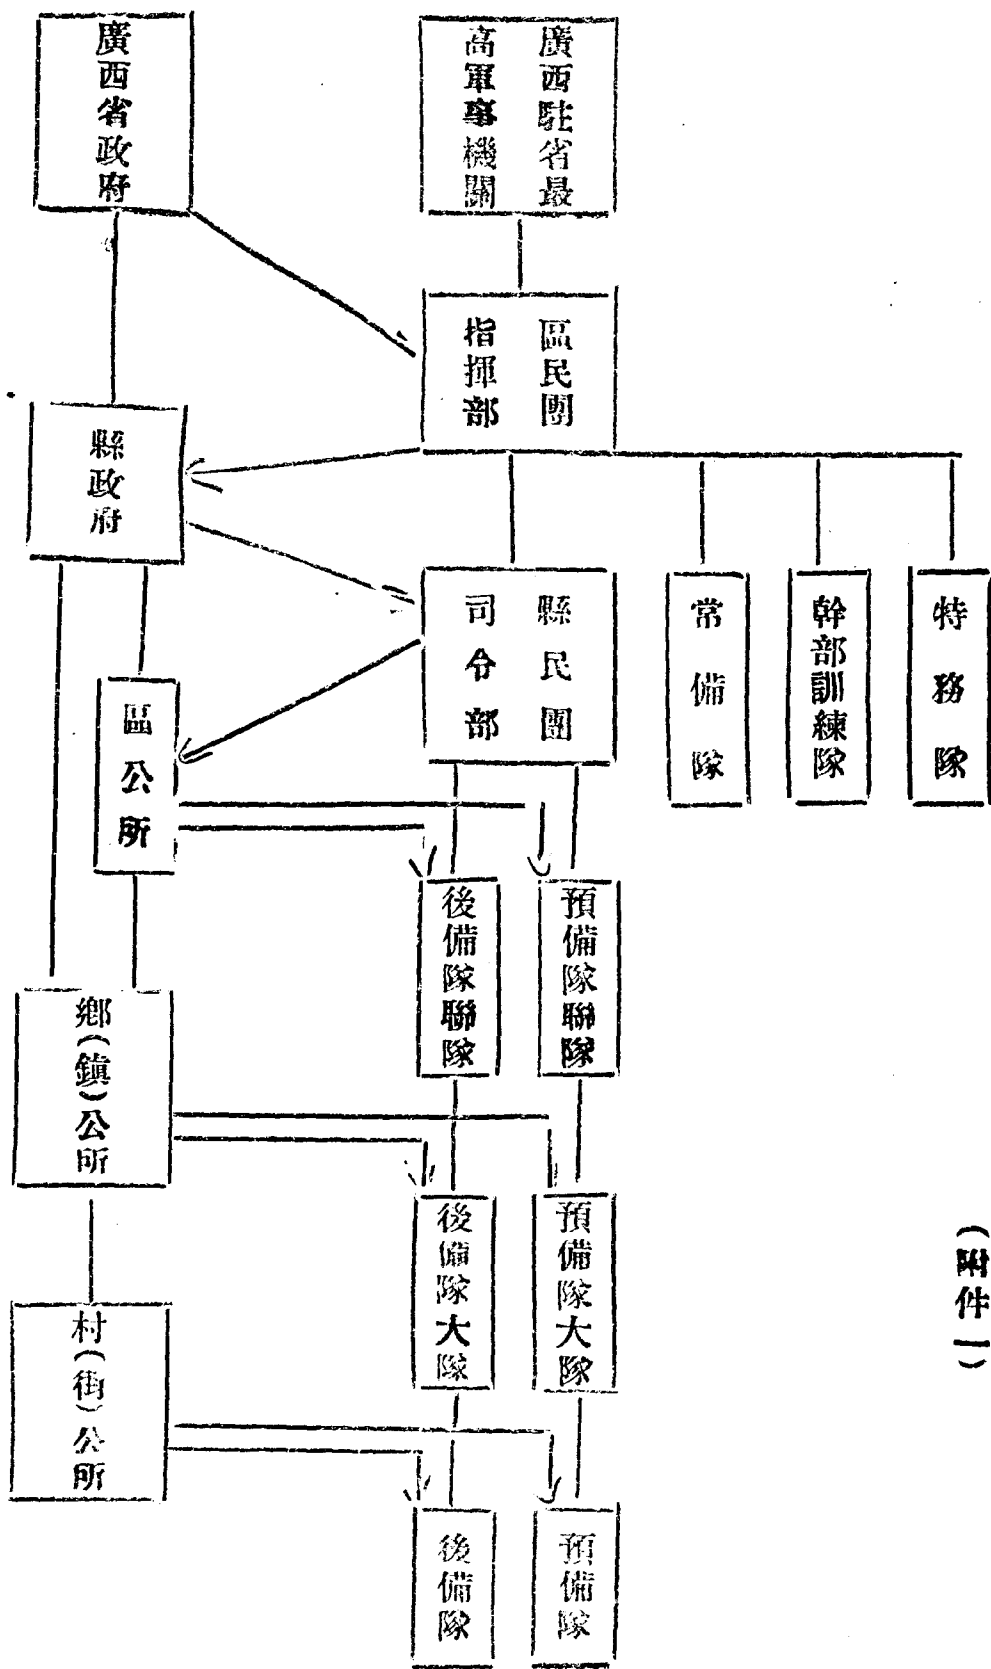 （附件一）
廣西駐省最
高軍事機關
廣西省政府
區民團
指揮部
縣政府
特務隊
幹部訓練隊
常備隊
縣民團
司令部
區公所
預備隊聯隊
後備隊聯隊
鄉（鎮）公所
預備隊大隊
後備隊大隊
村（街）公所
預備隊
後備隊